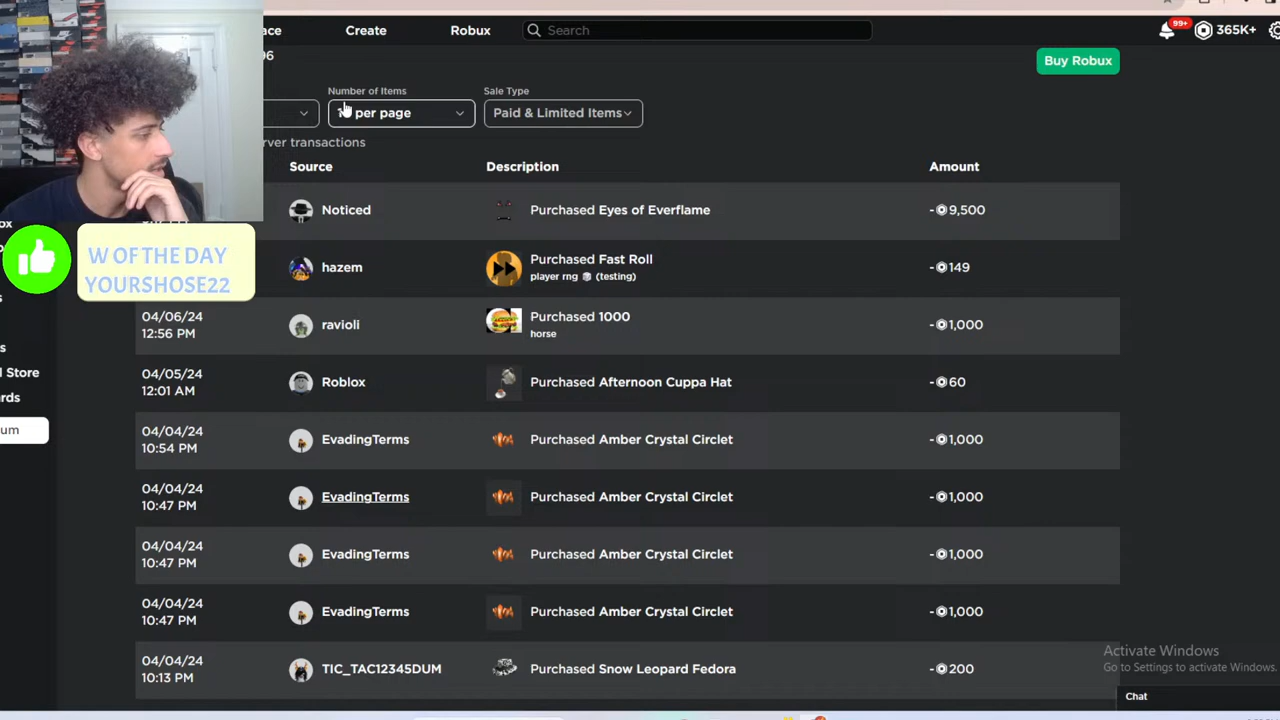 ace Create Robux Search 99+ 365K+
96 Buy Robux
Number of Items Sale Type
per page Paid & Limited Items
rver transactions
Source Description Amount
Noticed Purchased Eyes of Everflame -9,500
W OF THE DAY
YOURSHOSE22
hazem Purchased Fast Roll -149
player rng (testing)
04/06/24
12:56 PM
ravioli Purchased 1000 -1,000
horse
04/05/24
12:01 AM
Roblox Purchased Afternoon Cuppa Hat -60
04/04/24
10:54 PM
EvadingTerms Purchased Amber Crystal Circlet -1,000
04/04/24
10:47 PM
EvadingTerms Purchased Amber Crystal Circlet -1,000
04/04/24
10:47 PM
EvadingTerms Purchased Amber Crystal Circlet -1,000
04/04/24
10:47 PM
EvadingTerms Purchased Amber Crystal Circlet -1,000
04/04/24
10:13 PM
TIC_TAC12345DUM Purchased Snow Leopard Fedora -200
ox
s
s
l Store
rds
um
Activate Windows
Go to Settings to activate Windows.
Chat